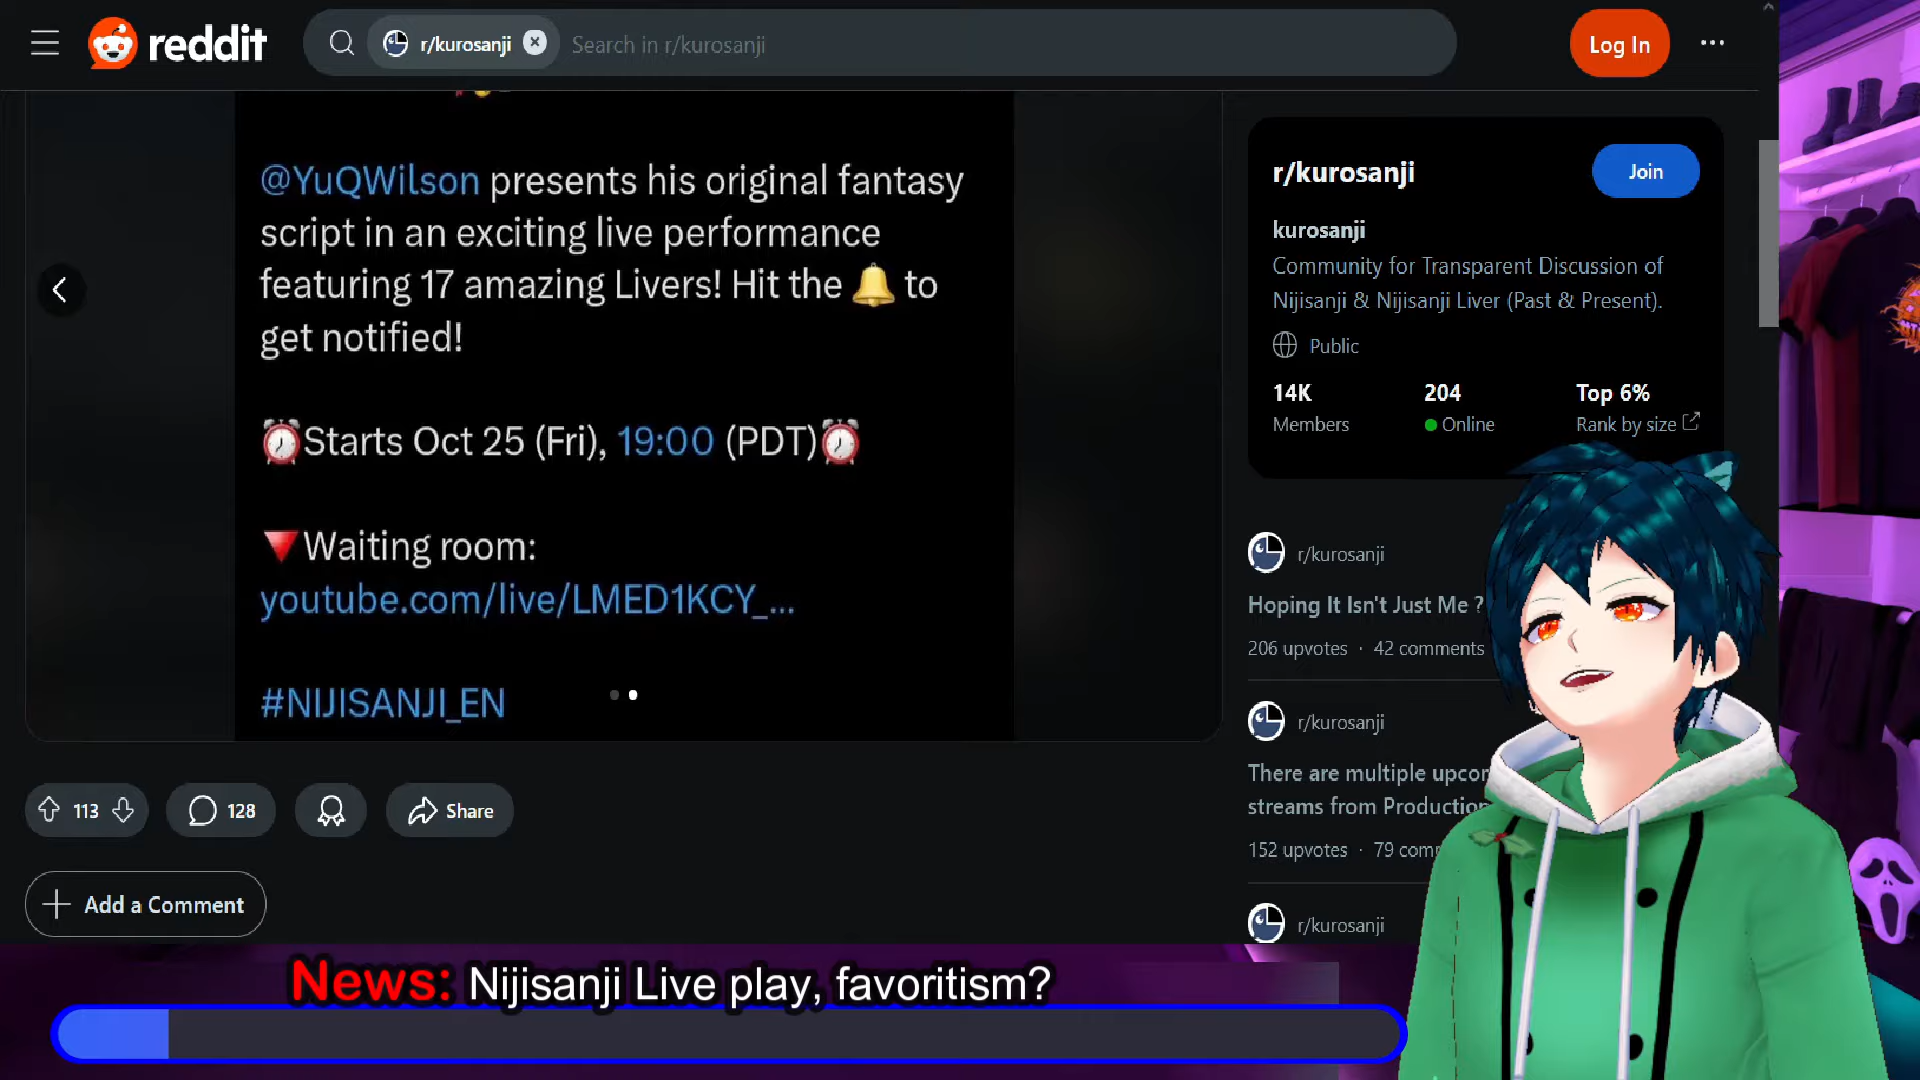 reddit
r/kurosanji
Search in r/kurosanji
Log In
@YuQWilson presents his original fantasy
script in an exciting live performance
featuring 17 amazing Livers! Hit the 🔔 to
get notified!
⏰Starts Oct 25 (Fri), 19:00 (PDT)⏰
🔻Waiting room:
youtube.com/live/LMED1KCY_...
#NIJISANJI_EN
113
128
Share
Add a Comment
r/kurosanji
Join
kurosanji
Community for Transparent Discussion of
Nijisanji & Nijisanji Liver (Past & Present).
Public
14K
204
Top 6%
Members
Online
Rank by size
r/kurosanji
Hoping It Isn't Just Me ?
206 upvotes · 42 comments
r/kurosanji
There are multiple
streams from
152 upvotes · 79
r/kurosanji
News: Nijisanji Live play, favoritism?